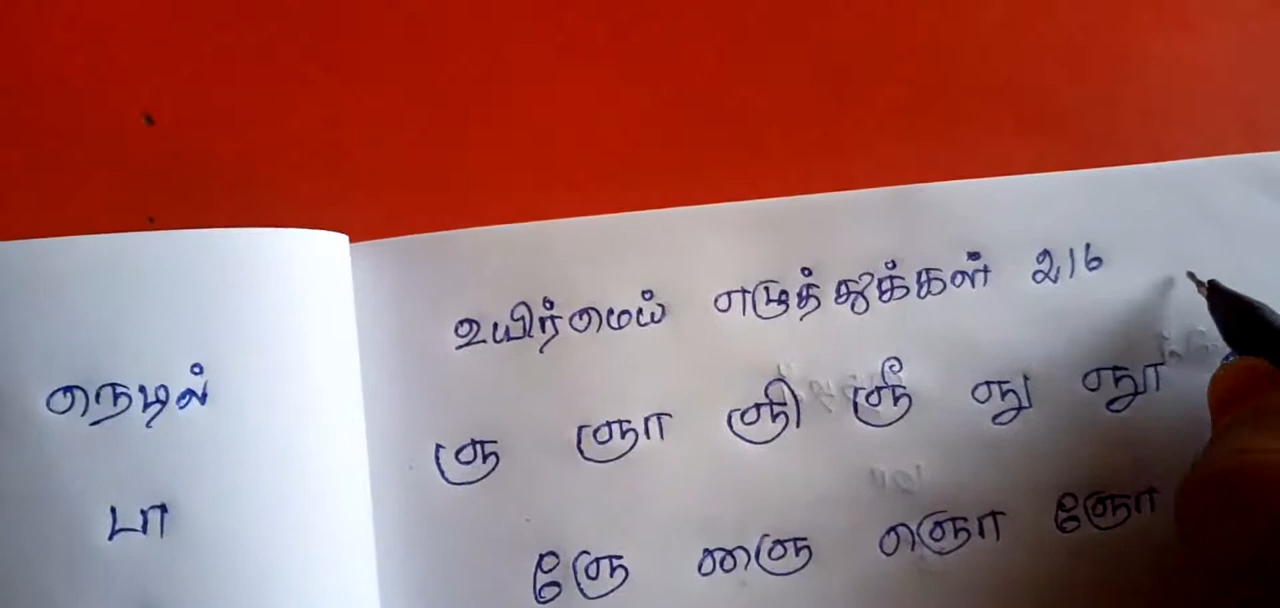 நெடில்
பா
உயிர்மெய் எழுத்துக்கள் 216
ஞ ஞா ஞி ஞீ ஞு ஞூ
ஞே ஞை ஞொ ஞோ